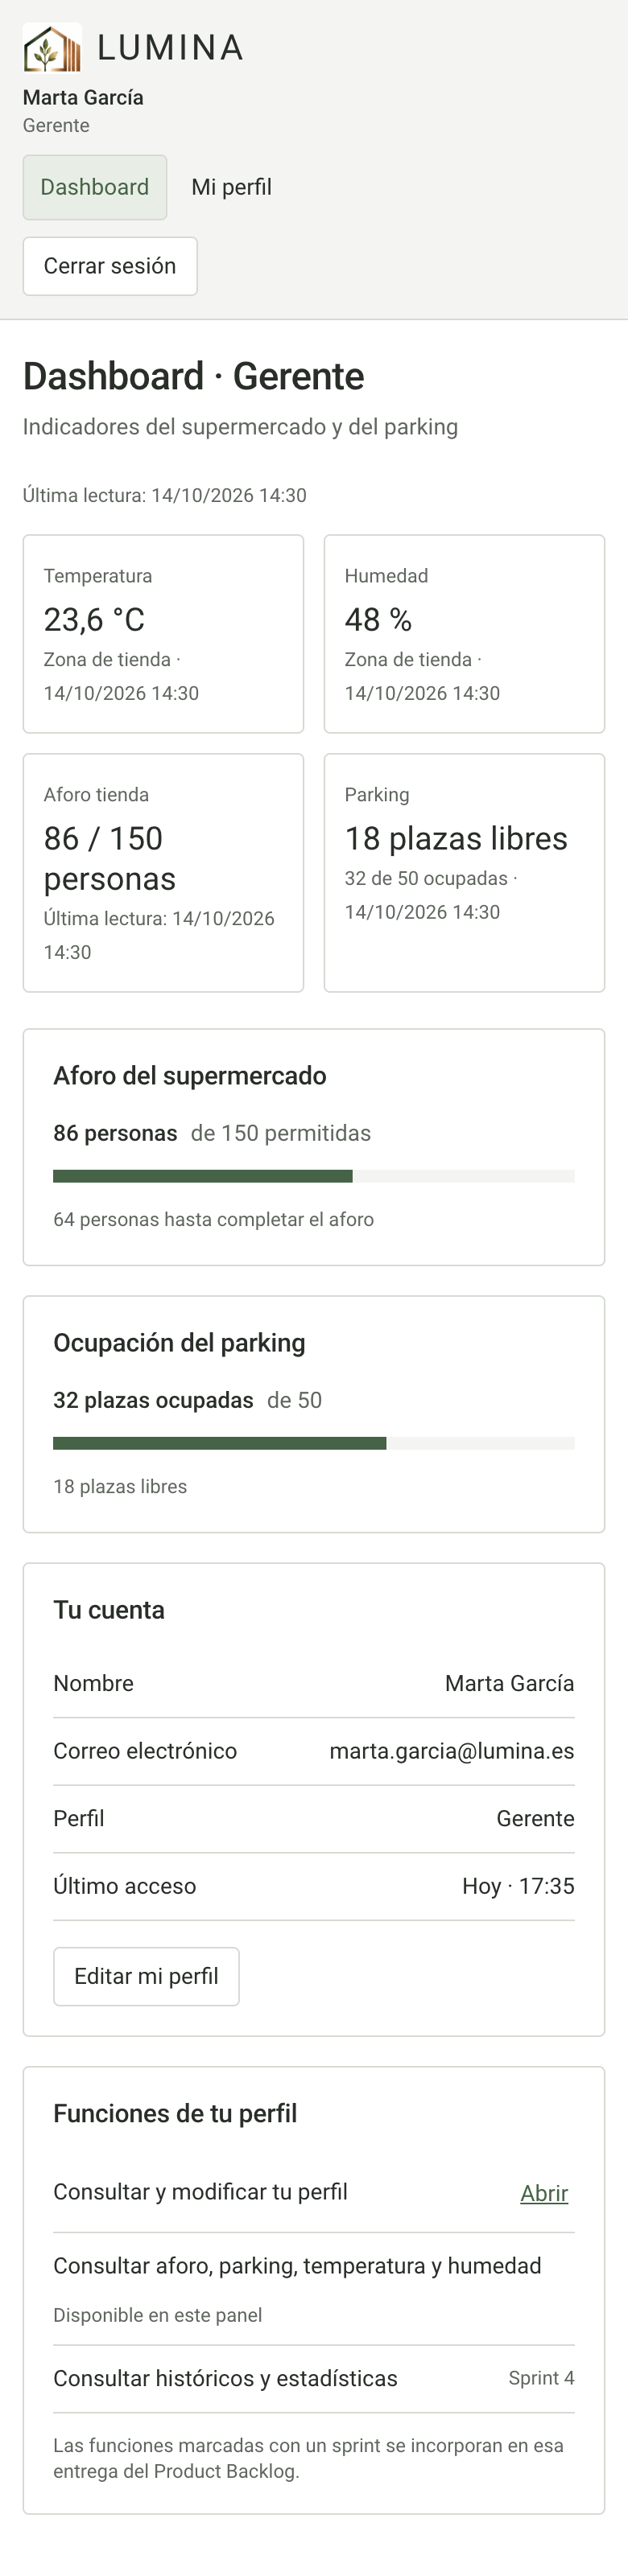 LUMINA
Marta García
Gerente
Dashboard
Mi perfil
Cerrar sesión
Dashboard · Gerente
Indicadores del supermercado y del parking
Última lectura: 14/10/2026 14:30
Temperatura
23,6 °C
Zona de tienda ·
14/10/2026 14:30
Humedad
48 %
Zona de tienda ·
14/10/2026 14:30
Aforo tienda
86 / 150
personas
Última lectura: 14/10/2026
14:30
Parking
18 plazas libres
32 de 50 ocupadas ·
14/10/2026 14:30
Aforo del supermercado
86 personas de 150 permitidas
64 personas hasta completar el aforo
Ocupación del parking
32 plazas ocupadas de 50
18 plazas libres
Tu cuenta
Nombre Marta García
Correo electrónico marta.garcia@lumina.es
Perfil Gerente
Último acceso Hoy · 17:35
Editar mi perfil
Funciones de tu perfil
Consultar y modificar tu perfil Abrir
Consultar aforo, parking, temperatura y humedad
Disponible en este panel
Consultar históricos y estadísticas Sprint 4
Las funciones marcadas con un sprint se incorporan en esa
entrega del Product Backlog.